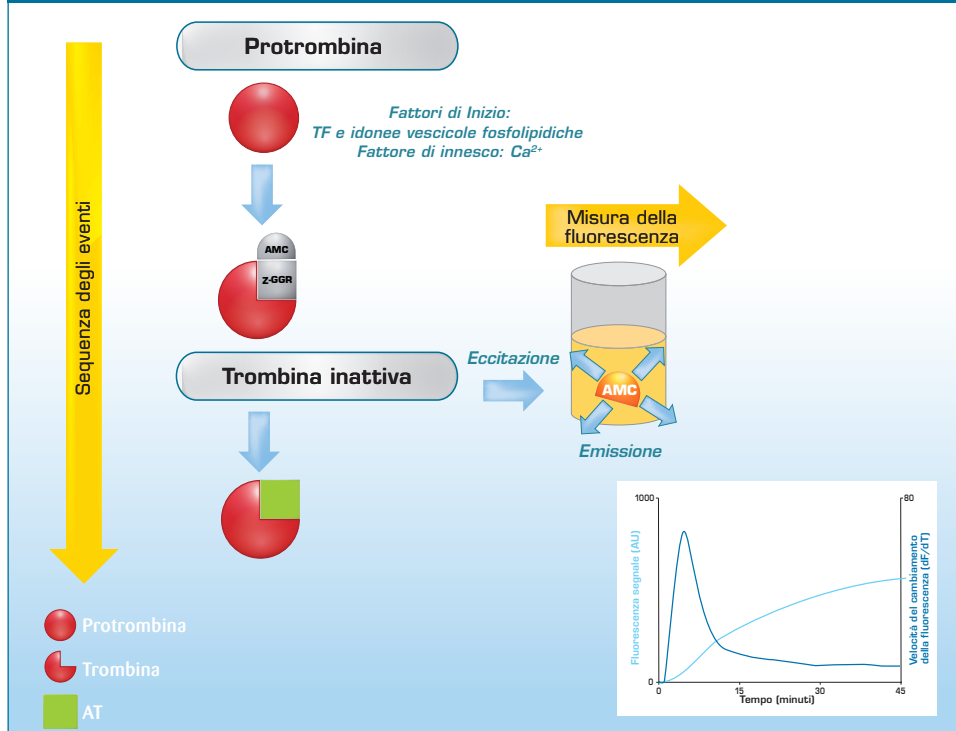 Protrombina
Fattori di Inizio:
TF e idonee vescicole fosfolipidiche
Fattore di innesco: Ca²⁺
Sequenza degli eventi
AMC
Z-GGR
Misura della
fluorescenza
Trombina inattiva
Eccitazione
AMC
Emissione
Protrombina
Trombina
AT
1000
80
Fluorescenza segnale (AU)
Velocità del cambiamento
della fluorescenza (dF/dT)
0
0
15
30
45
Tempo (minuti)